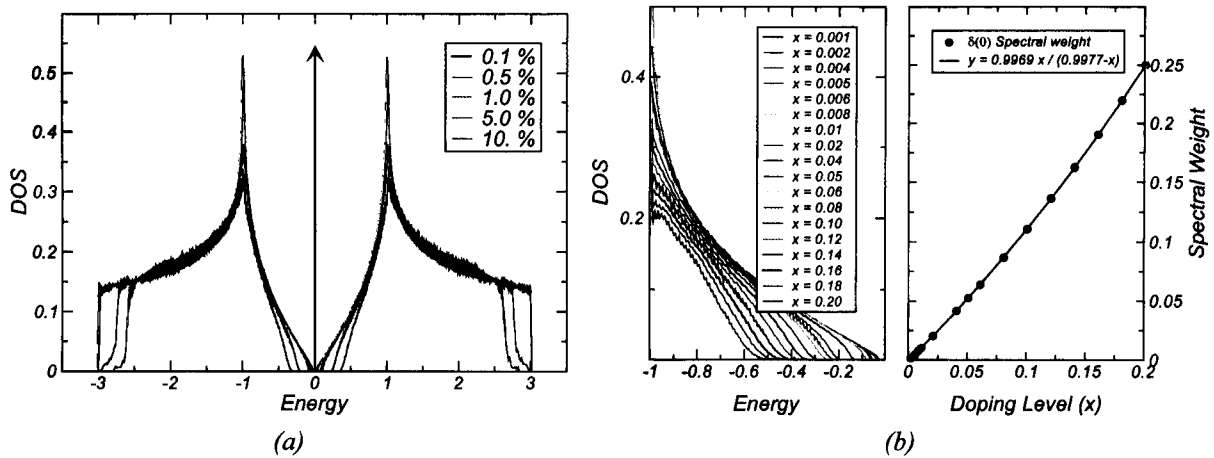 0.5
0.4
0.3
0.2
0.1
0
DOS
0.1 %
0.5 %
1.0 %
5.0 %
10. %
-3
-2
-1
0
1
2
3
Energy
(a)
0.4
0.2
DOS
x = 0.001
x = 0.002
x = 0.004
x = 0.005
x = 0.006
x = 0.008
x = 0.01
x = 0.02
x = 0.04
x = 0.05
x = 0.06
x = 0.08
x = 0.10
x = 0.12
x = 0.14
x = 0.16
x = 0.18
x = 0.20
-1 -0.8 -0.6 -0.4 -0.2
Energy
δ(0) Spectral weight
y = 0.9969 x / (0.9977-x)
0.25
0.2
0.15
0.1
0.05
0
Spectral Weight
0 0.05 0.1 0.15 0.2
Doping Level (x)
(b)